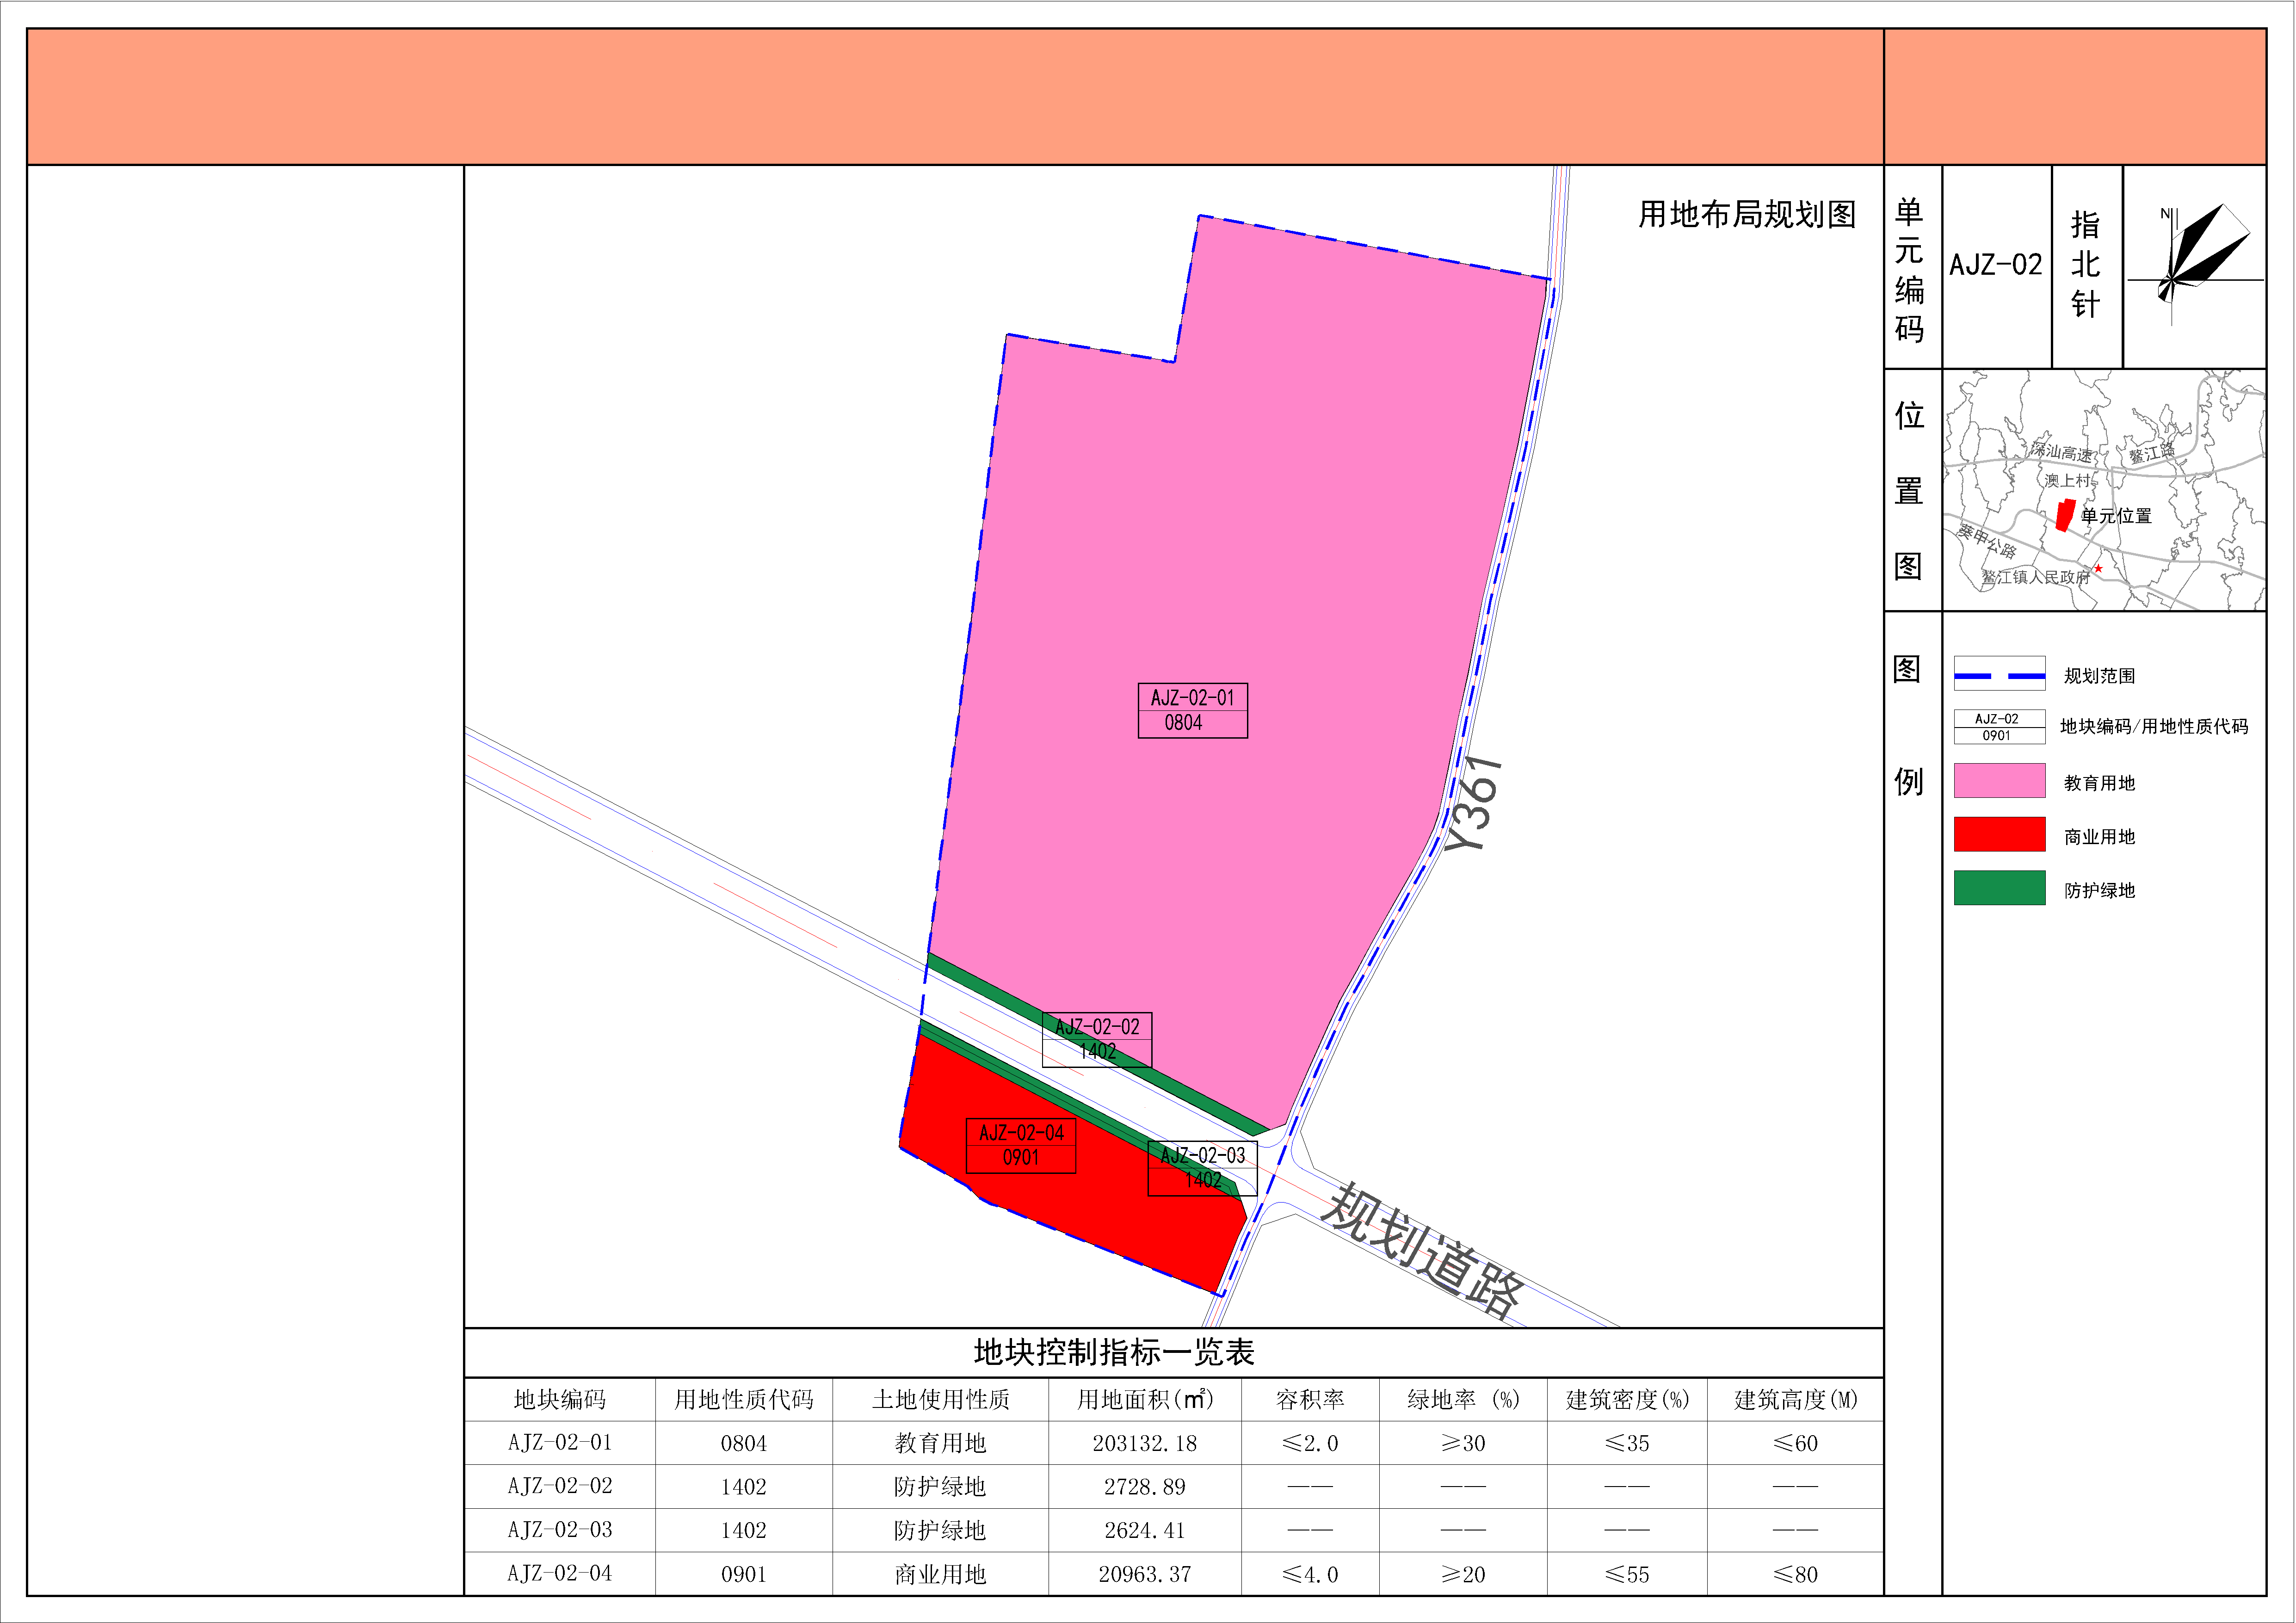 用地布局规划图
单元编码
AJZ-02
指北针
N
位置图
深汕高速
鳌江路
澳上村
单元位置
葵甲公路
鳌江镇人民政府
图例
规划范围
AJZ-02
0901
地块编码/用地性质代码
教育用地
商业用地
防护绿地
AJZ-02-01
0804
Y361
AJZ-02-02
1402
AJZ-02-04
0901
AJZ-02-03
1402
规划道路
地块控制指标一览表
地块编码 用地性质代码 土地使用性质 用地面积(㎡) 容积率 绿地率 (%) 建筑密度(%) 建筑高度(M)
AJZ-02-01 0804 教育用地 203132.18 ≤2.0 ≥30 ≤35 ≤60
AJZ-02-02 1402 防护绿地 2728.89 —— —— —— ——
AJZ-02-03 1402 防护绿地 2624.41 —— —— —— ——
AJZ-02-04 0901 商业用地 20963.37 ≤4.0 ≥20 ≤55 ≤80